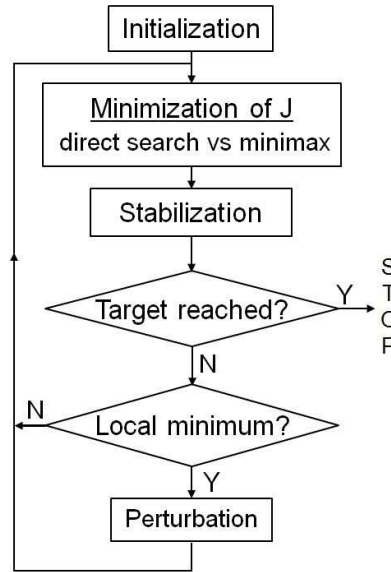 Initialization
Minimization of J
direct search vs minimax
Stabilization
Target reached?
Y
S
T
O
P
N
Local minimum?
N
Y
Perturbation